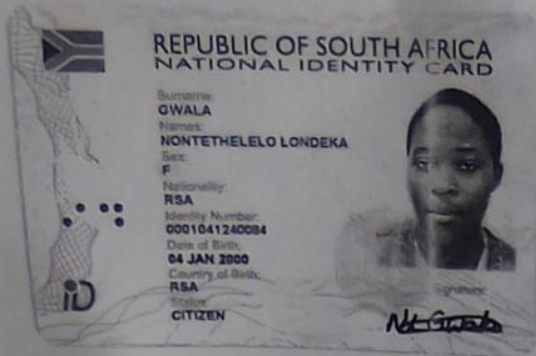 REPUBLIC OF SOUTH AFRICA
NATIONAL IDENTITY CARD
Surname:
GWALA
Names:
NONTETHELELO LONDEKA
Sex:
F
Nationality:
RSA
Identity Number:
0001041240084
Date of Birth:
04 JAN 2000
Country of Birth:
RSA
Status:
CITIZEN
Signature:
iD